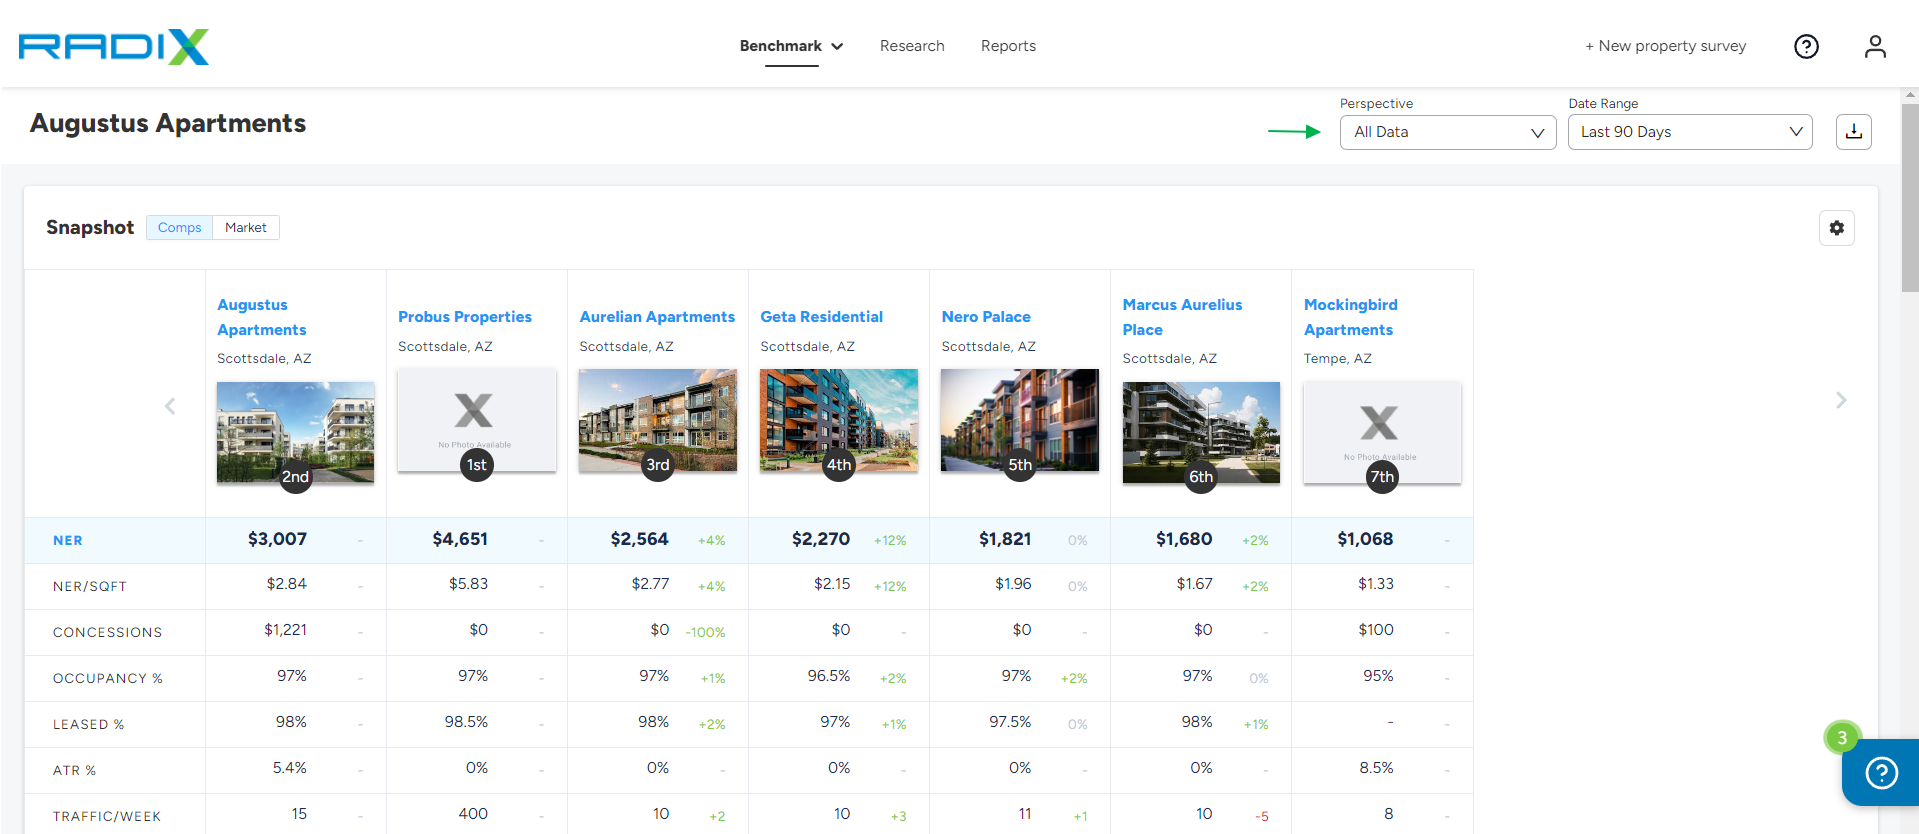 RADIX
Benchmark
Research
Reports
+ New property survey
Augustus Apartments
Perspective
All Data
Date Range
Last 90 Days
Snapshot
Comps
Market
Augustus
Apartments
Scottsdale, AZ
2nd
Probus Properties
Scottsdale, AZ
No Photo Available
1st
Aurelian Apartments
Scottsdale, AZ
3rd
Geta Residential
Scottsdale, AZ
4th
Nero Palace
Scottsdale, AZ
5th
Marcus Aurelius
Place
Scottsdale, AZ
6th
Mockingbird
Apartments
Tempe, AZ
No Photo Available
7th
NER $3,007 - $4,651 - $2,564 +4% $2,270 +12% $1,821 0% $1,680 +2% $1,068 -
NER/SQFT $2.84 - $5.83 - $2.77 +4% $2.15 +12% $1.96 0% $1.67 +2% $1.33 -
CONCESSIONS $1,221 - $0 - $0 -100% $0 - $0 - $0 - $100 -
OCCUPANCY % 97% - 97% - 97% +1% 96.5% +2% 97% +2% 97% 0% 95% -
LEASED % 98% - 98.5% - 98% +2% 97% +1% 97.5% 0% 98% +1% - -
ATR % 5.4% - 0% - 0% - 0% - 0% - 0% - 8.5% -
TRAFFIC/WEEK 15 - 400 - 10 +2 10 +3 11 +1 10 -5 8 -
3